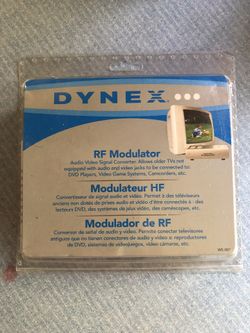 DYNEX
RF Modulator
Audio Video Signal Converter. Allows older TVs not
equipped with audio and video jacks to be connected to:
DVD Players, Video Game Systems, Camcorders, etc.
Modulateur HF
Convertisseur de signal audio et vidéo. Permet à des téléviseurs
anciens non dotés de prises audio et vidéo d'être connectés à des
lecteurs DVD, des systèmes de jeux vidéo, des caméscopes, etc.
Modulador de RF
Conversor de señal de audio y video. Permite conectar televisores
antiguos que no tienen conectores de audio y video a reproductores
de DVD, sistemas de videojuegos, video cámaras, etc.